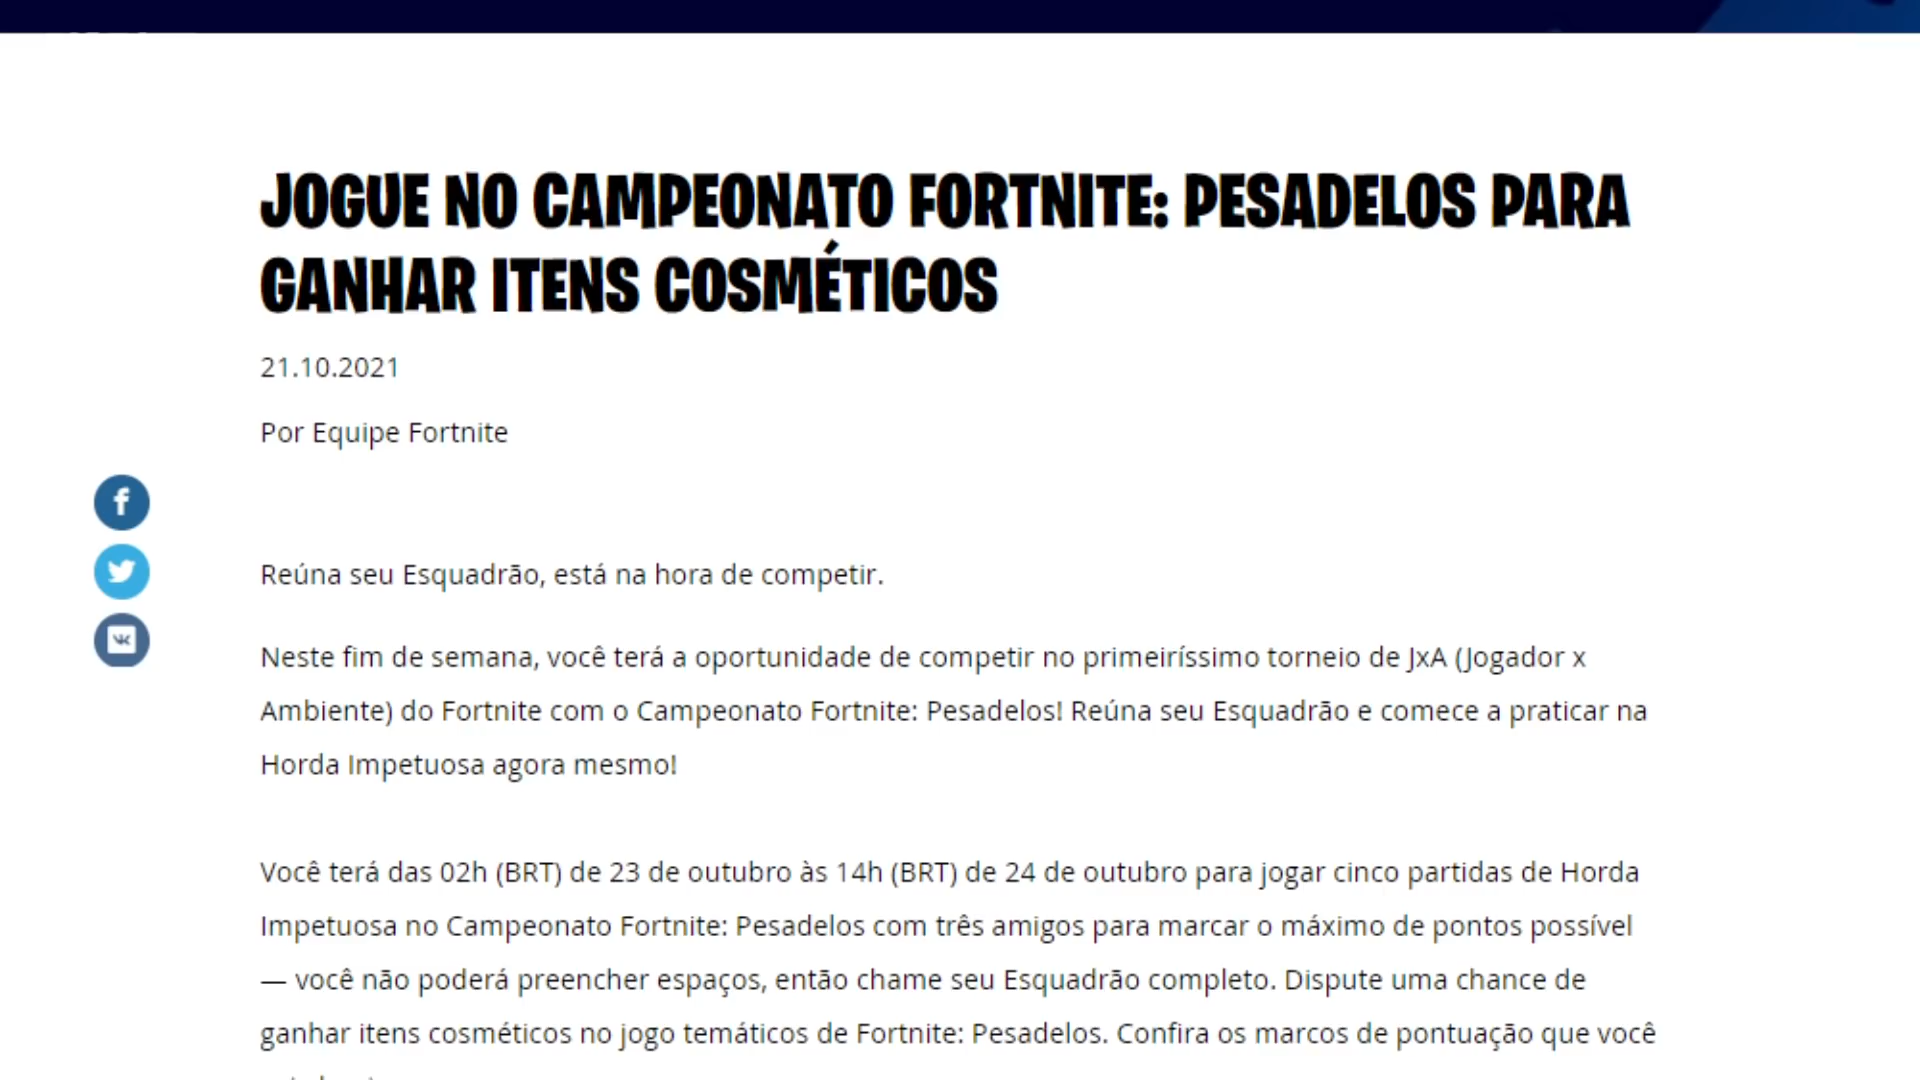 JOGUE NO CAMPEONATO FORTNITE: PESADELOS PARA
GANHAR ITENS COSMÉTICOS
21.10.2021
Por Equipe Fortnite
Reúna seu Esquadrão, está na hora de competir.
Neste fim de semana, você terá a oportunidade de competir no primeiríssimo torneio de JxA (Jogador x
Ambiente) do Fortnite com o Campeonato Fortnite: Pesadelos! Reúna seu Esquadrão e comece a praticar na
Horda Impetuosa agora mesmo!
Você terá das 02h (BRT) de 23 de outubro às 14h (BRT) de 24 de outubro para jogar cinco partidas de Horda
Impetuosa no Campeonato Fortnite: Pesadelos com três amigos para marcar o máximo de pontos possível
— você não poderá preencher espaços, então chame seu Esquadrão completo. Dispute uma chance de
ganhar itens cosméticos no jogo temáticos de Fortnite: Pesadelos. Confira os marcos de pontuação que você